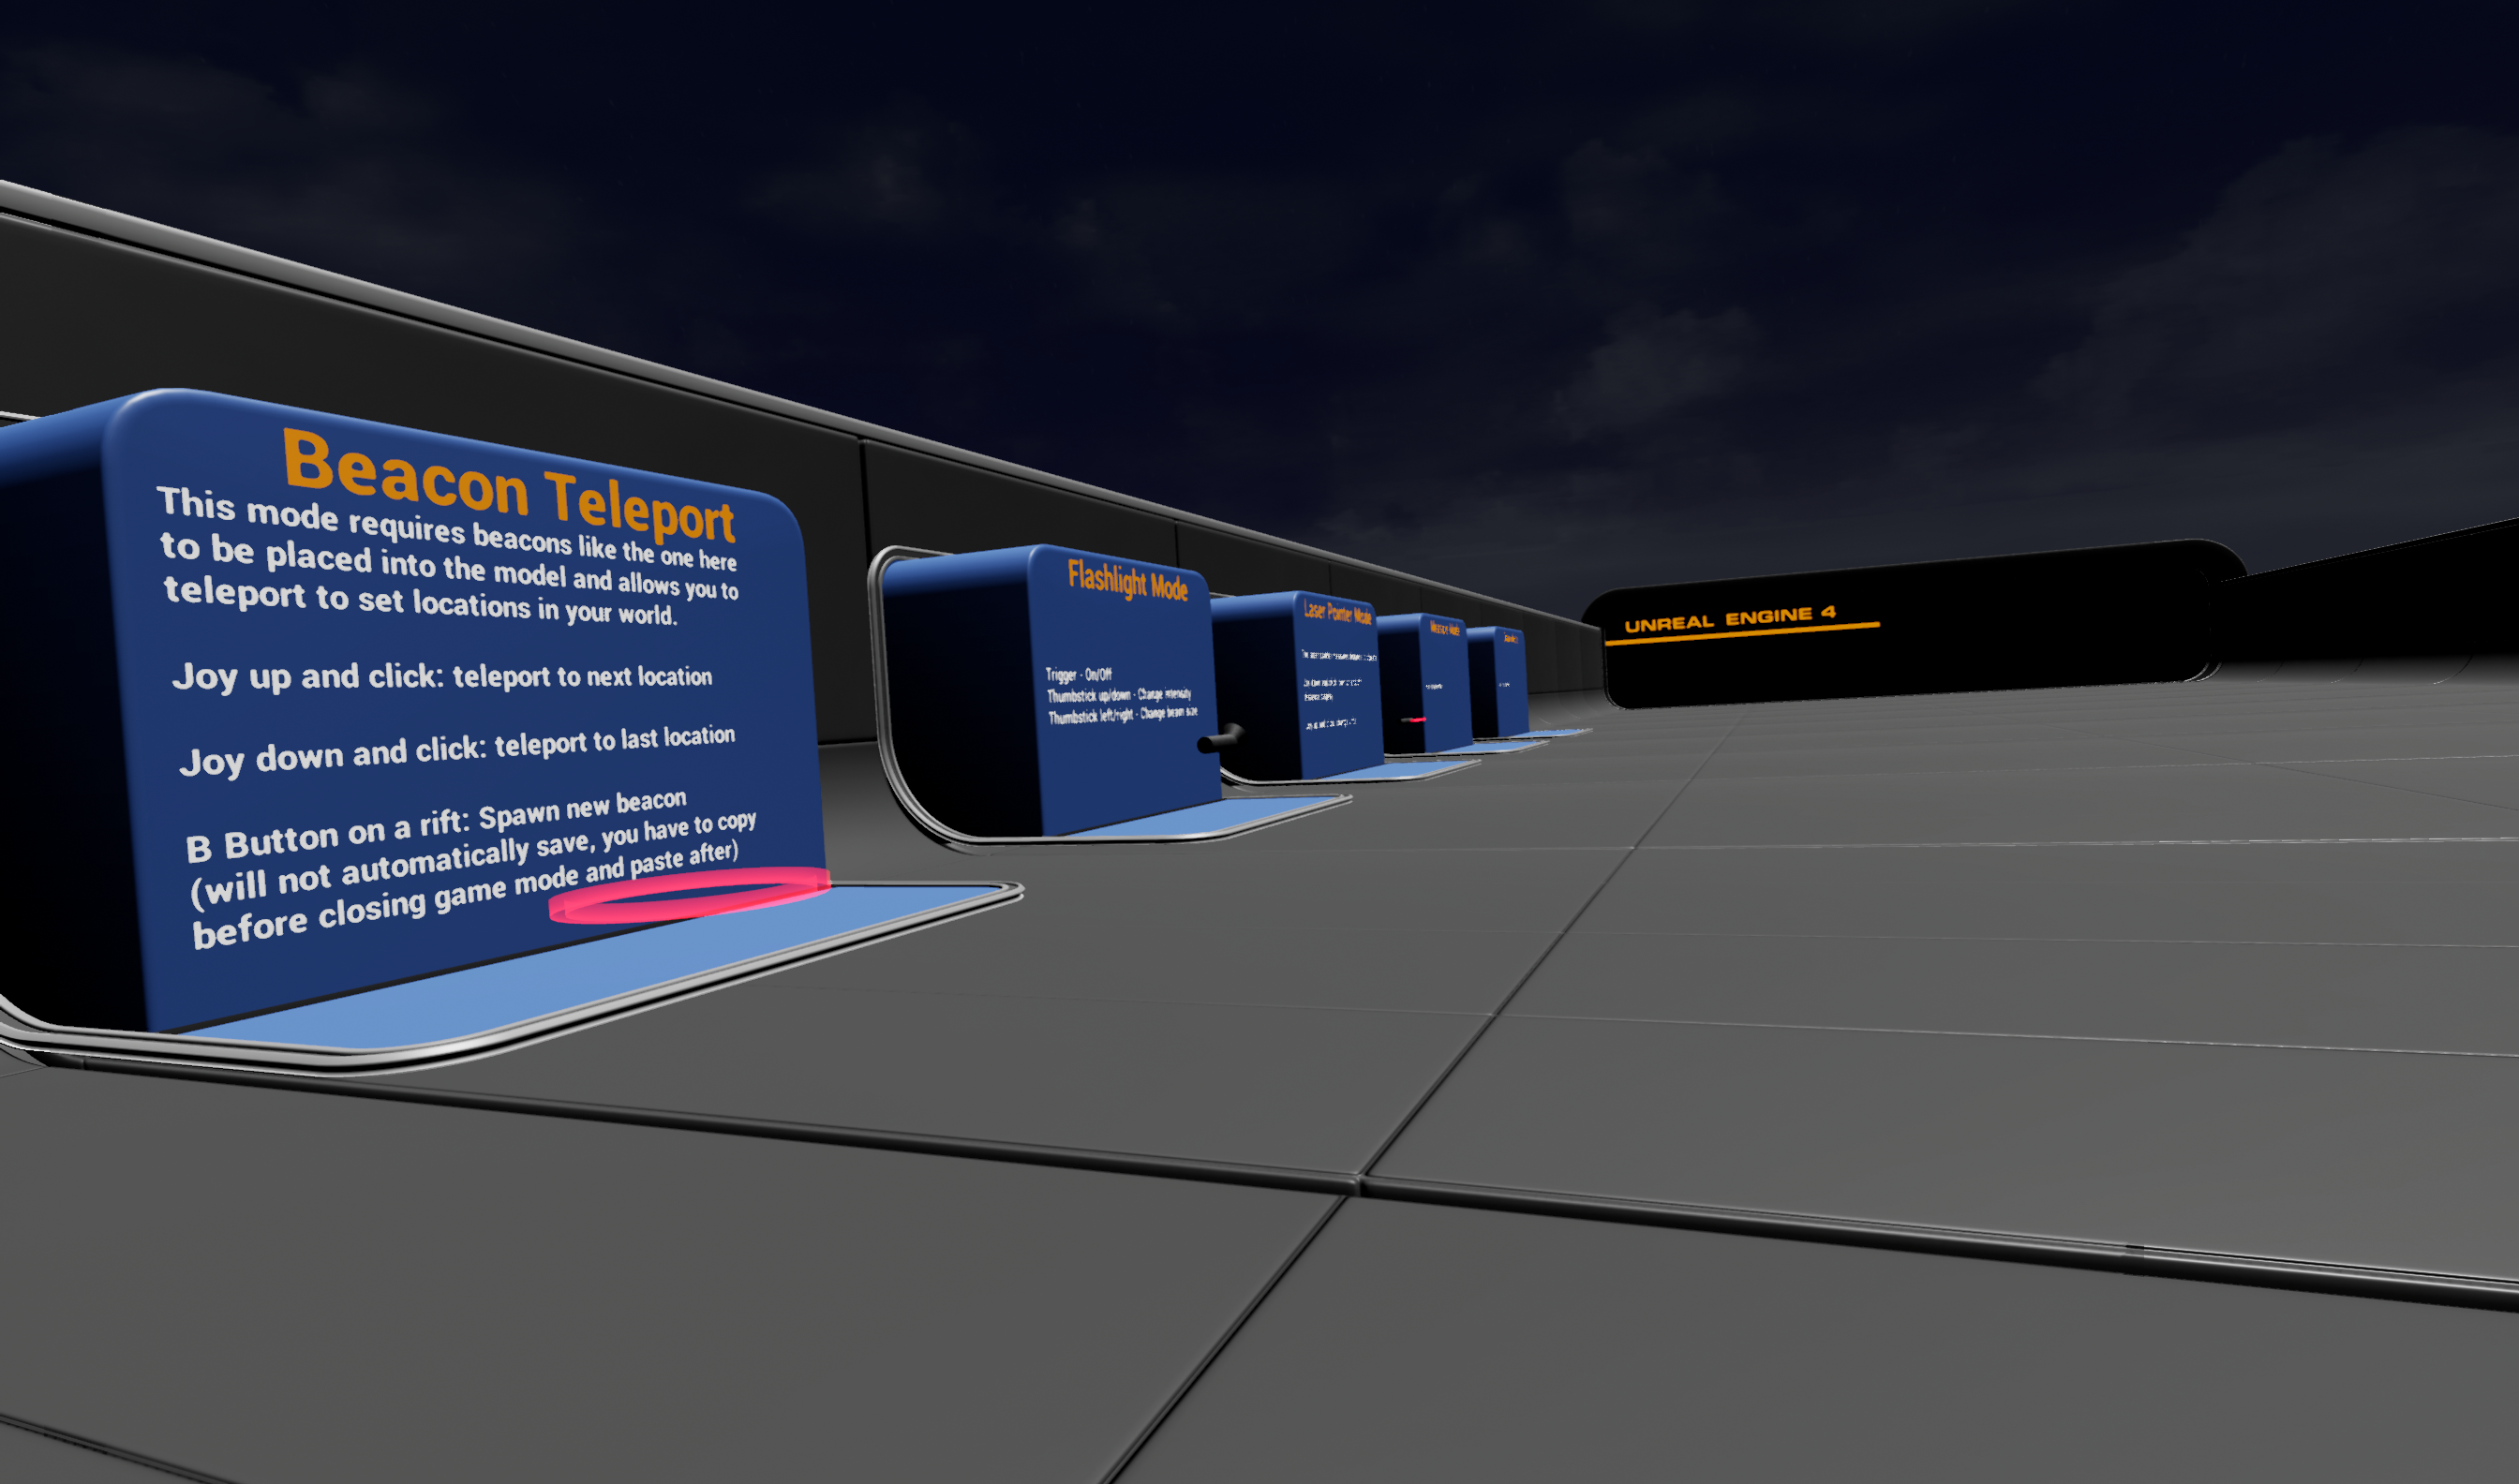 Beacon Teleport
This mode requires beacons like the one here
to be placed into the model and allows you to
teleport to set locations in your world.
Joy up and click: teleport to next location
Joy down and click: teleport to last location
B Button on a rift: Spawn new beacon
(will not automatically save, you have to copy
before closing game mode and paste after)
Flashlight Mode
Trigger - On/Off
Thumbstick up/down - Change intensity
Thumbstick left/right - Change beam size
Laser Pointer Mode
UNREAL ENGINE 4